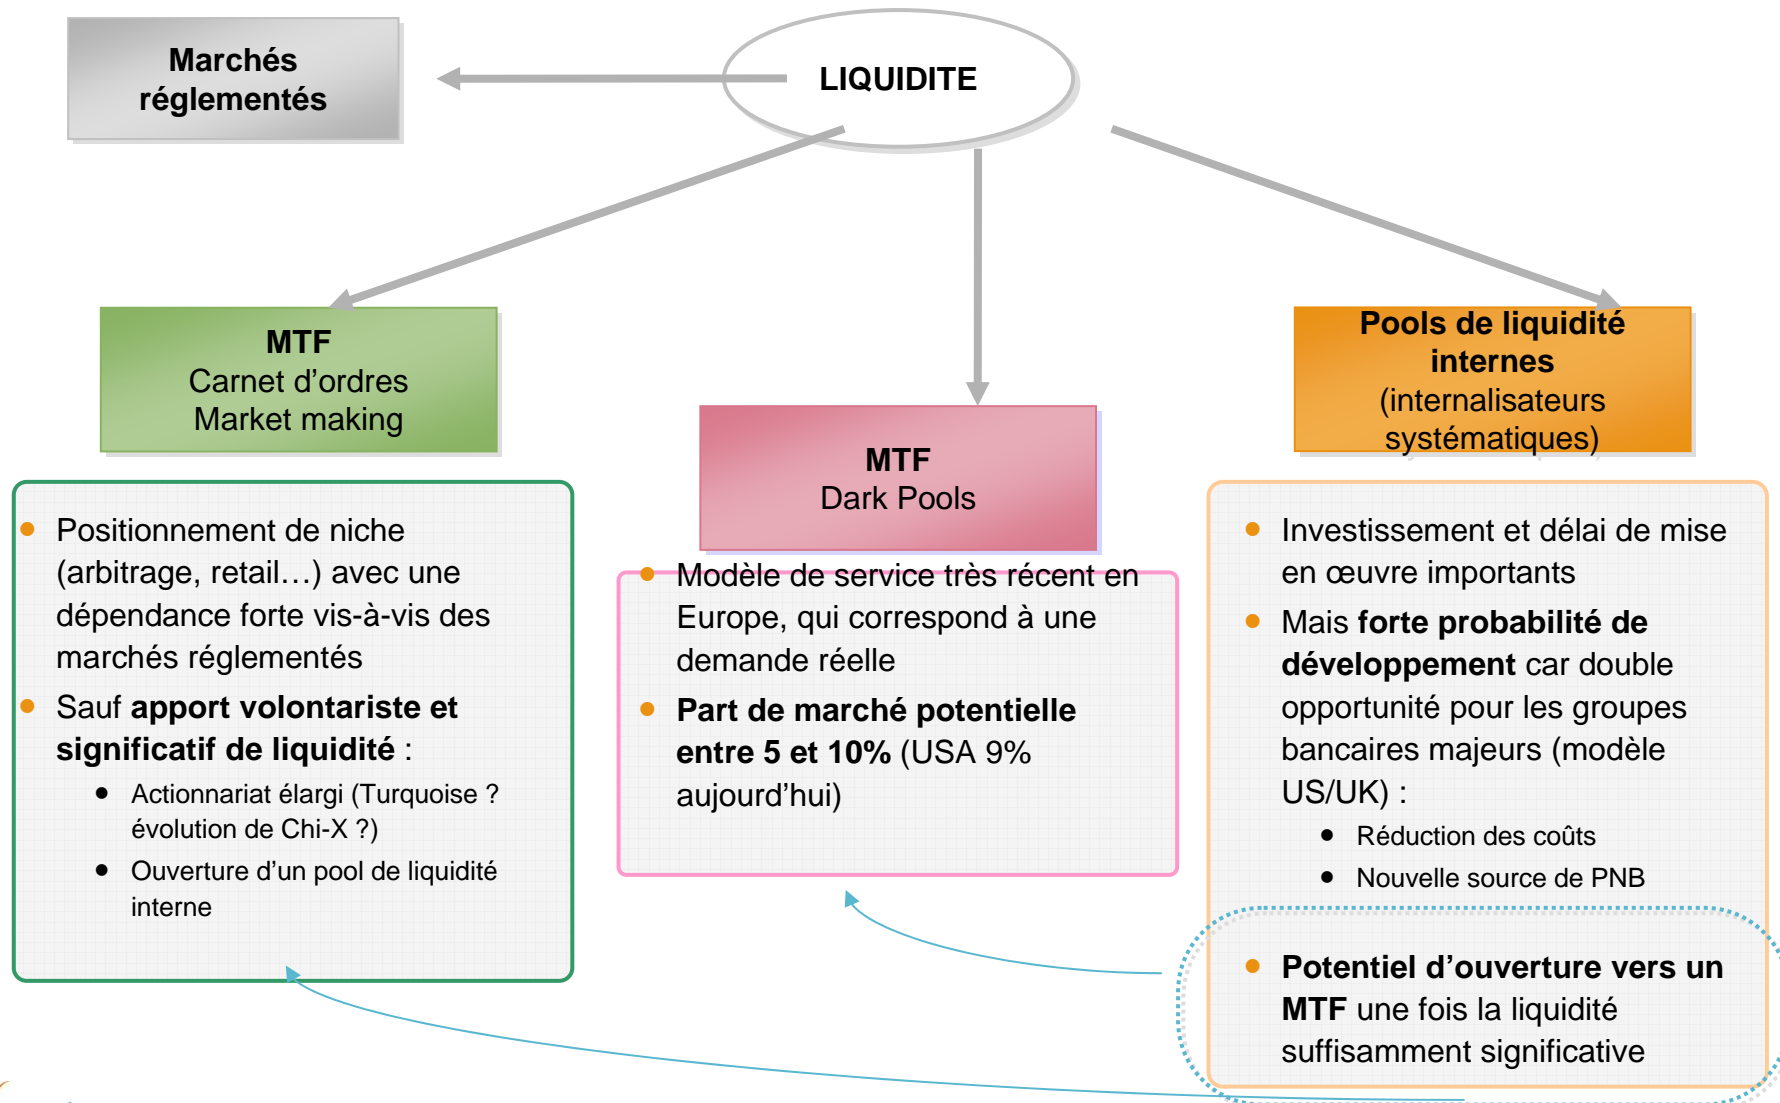 Marchés
réglementés
LIQUIDITE
MTF
Carnet d’ordres
Market making
MTF
Dark Pools
Pools de liquidité
internes
(internalisateurs
systématiques)
Positionnement de niche
(arbitrage, retail…) avec une
dépendance forte vis-à-vis des
marchés réglementés
Sauf apport volontariste et
significatif de liquidité :
Actionnariat élargi (Turquoise ?
évolution de Chi-X ?)
Ouverture d’un pool de liquidité
interne
Modèle de service très récent en
Europe, qui correspond à une
demande réelle
Part de marché potentielle
entre 5 et 10% (USA 9%
aujourd’hui)
Investissement et délai de mise
en œuvre importants
Mais forte probabilité de
développement car double
opportunité pour les groupes
bancaires majeurs (modèle
US/UK) :
Réduction des coûts
Nouvelle source de PNB
Potentiel d’ouverture vers un
MTF une fois la liquidité
suffisamment significative